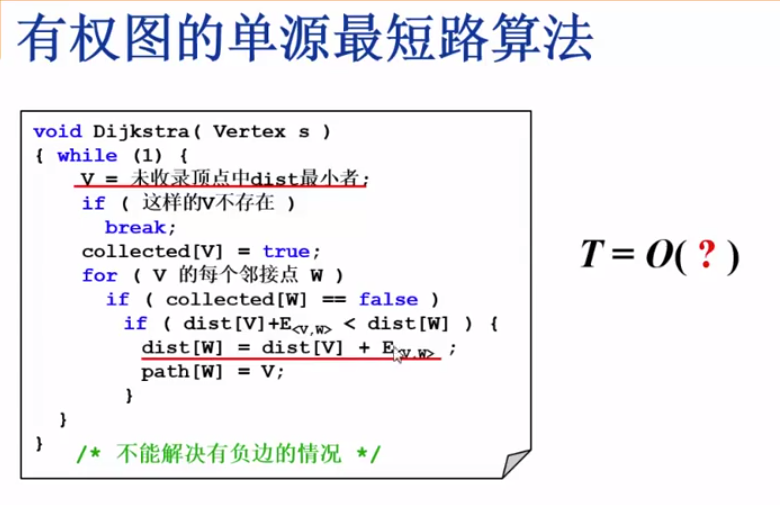 有权图的单源最短路算法
void Dijkstra( Vertex s )
{ while (1) {
V = 未收录顶点中dist最小者;
if ( 这样的V不存在 )
break;
collected[V] = true;
for ( V 的每个邻接点 W )
if ( collected[W] == false )
if ( dist[V]+E<V,W> < dist[W] ) {
dist[W] = dist[V] + E<V,W> ;
path[W] = V;
}
}
}
/* 不能解决有负边的情况 */
T = O( ? )